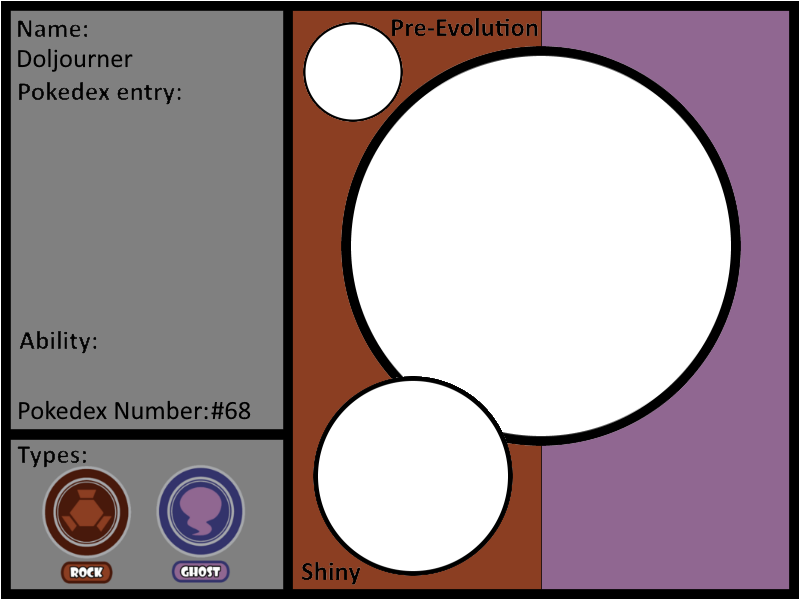 Name:
Doljourner
Pokedex entry:
Ability:
Pokedex Number:#68
Types:
ROCK
GHOST
Pre-Evolution
Shiny